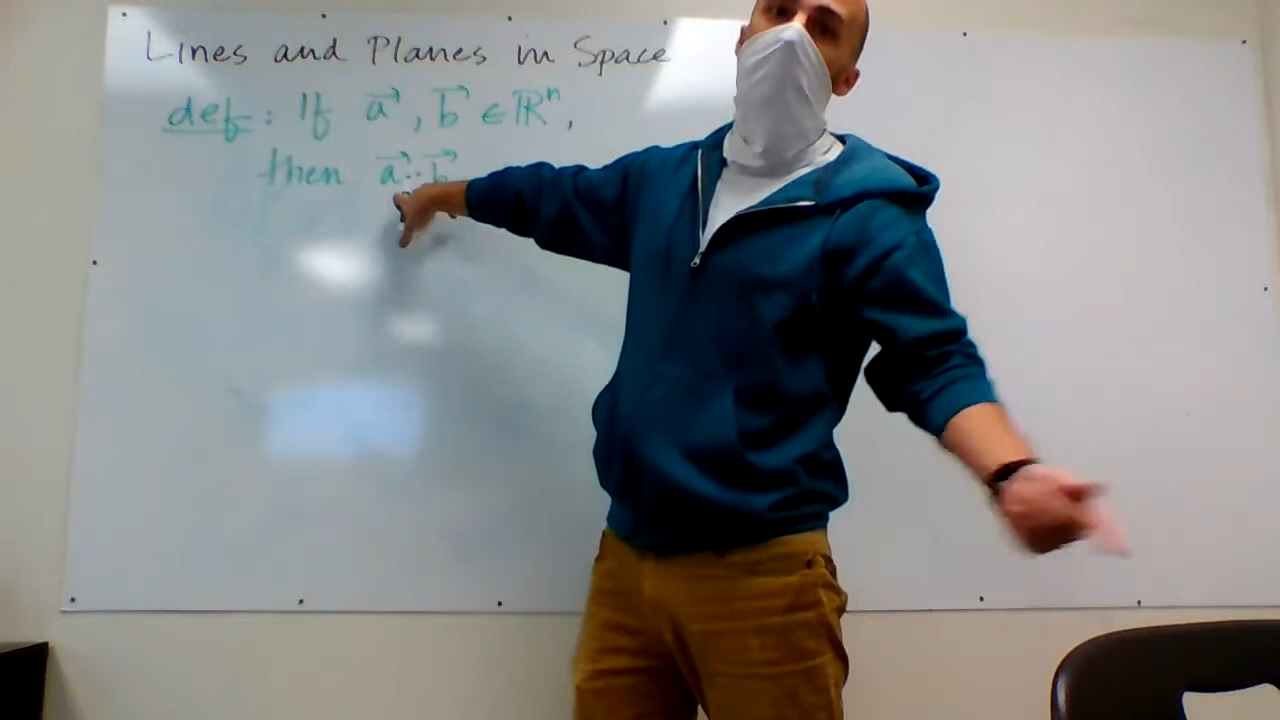 Lines and Planes in Space
def: If a⃗, b⃗ ∈ ℝⁿ,
then a⃗ · b⃗